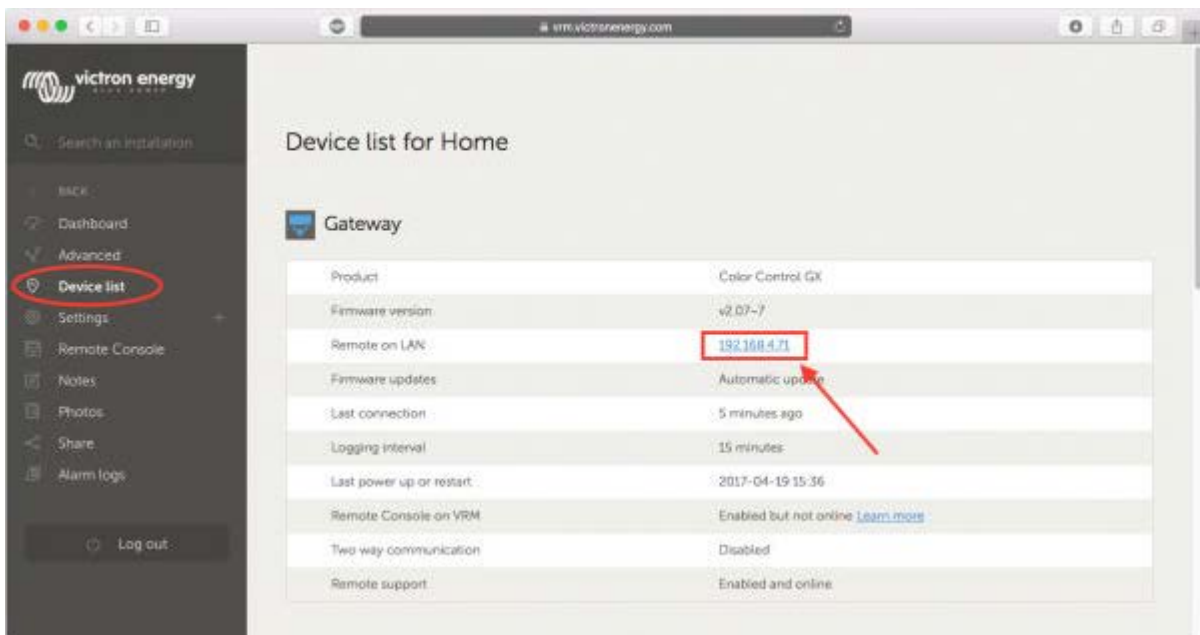 vrm.victronenergy.com
victron energy
BLUE POWER
Search an installation
BACK
Dashboard
Advanced
Device list
Settings
Remote Console
Notes
Photos
Share
Alarm logs
Log out
Device list for Home
Gateway
Product Color Control GX
Firmware version v2.07~7
Remote on LAN 192.168.4.71
Firmware updates Automatic update
Last connection 5 minutes ago
Logging interval 15 minutes
Last power up or restart 2017-04-19 15:36
Remote Console on VRM Enabled but not online Learn more
Two way communication Disabled
Remote support Enabled and online